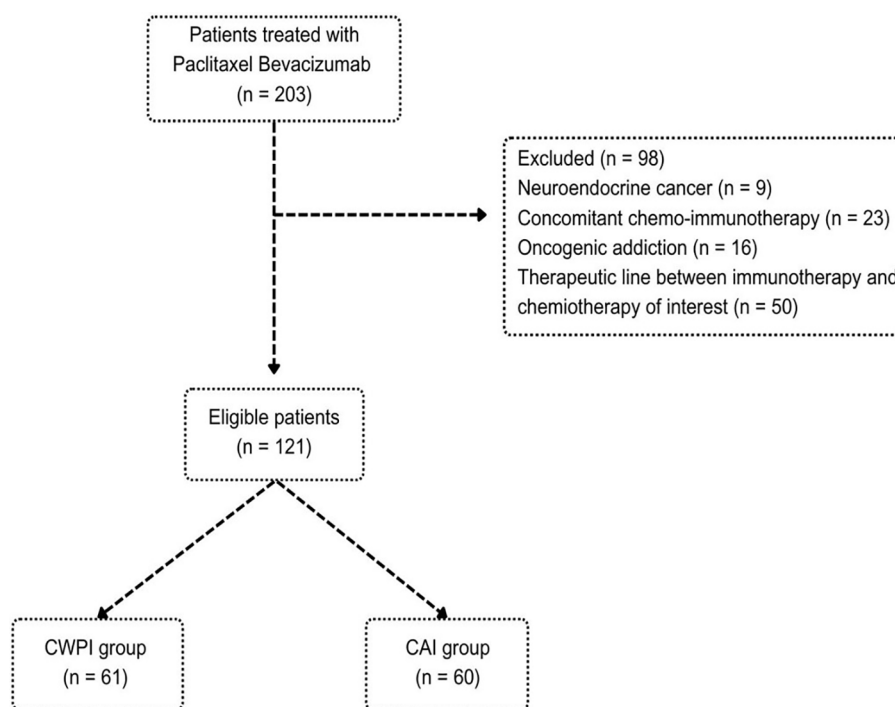 Patients treated with
Paclitaxel Bevacizumab
(n = 203)
Excluded (n = 98)
Neuroendocrine cancer (n = 9)
Concomitant chemo-immunotherapy (n = 23)
Oncogenic addiction (n = 16)
Therapeutic line between immunotherapy and
chemiotherapy of interest (n = 50)
Eligible patients
(n = 121)
CWPI group
(n = 61)
CAI group
(n = 60)